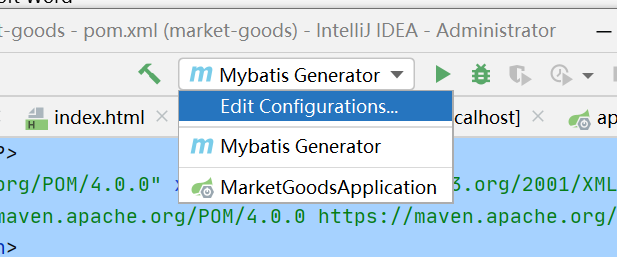 oft Word
t-goods - pom.xml (market-goods) - IntelliJ IDEA - Administrator
Mybatis Generator
Edit Configurations...
index.html
calhost]
ap
Mybatis Generator
?>
MarketGoodsApplication
org/POM/4.0.0" x
3.org/2001/XML
maven.apache.org/POM/4.0.0 https://maven.apache.org/
n>